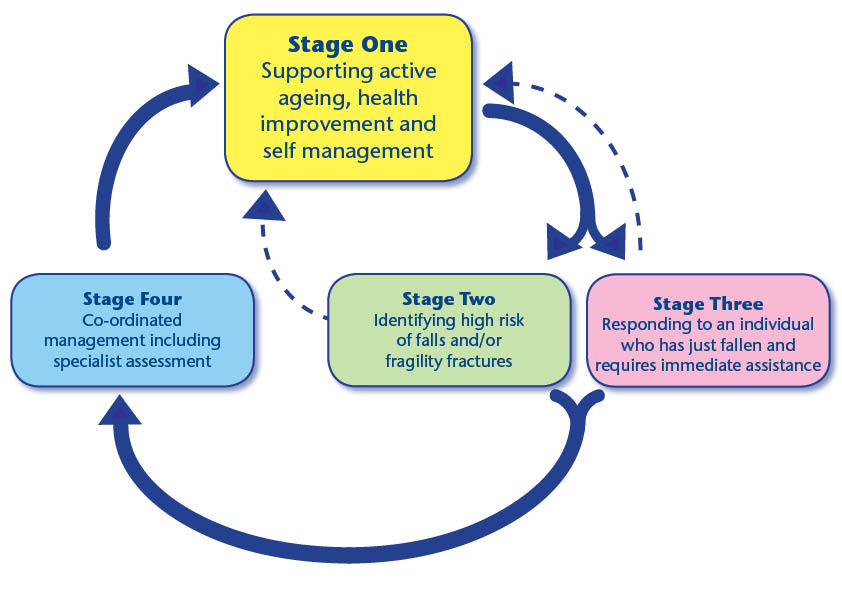 Stage One
Supporting active
ageing, health
improvement and
self management
Stage Four
Co-ordinated
management including
specialist assessment
Stage Two
Identifying high risk
of falls and/or
fragility fractures
Stage Three
Responding to an individual
who has just fallen and
requires immediate assistance